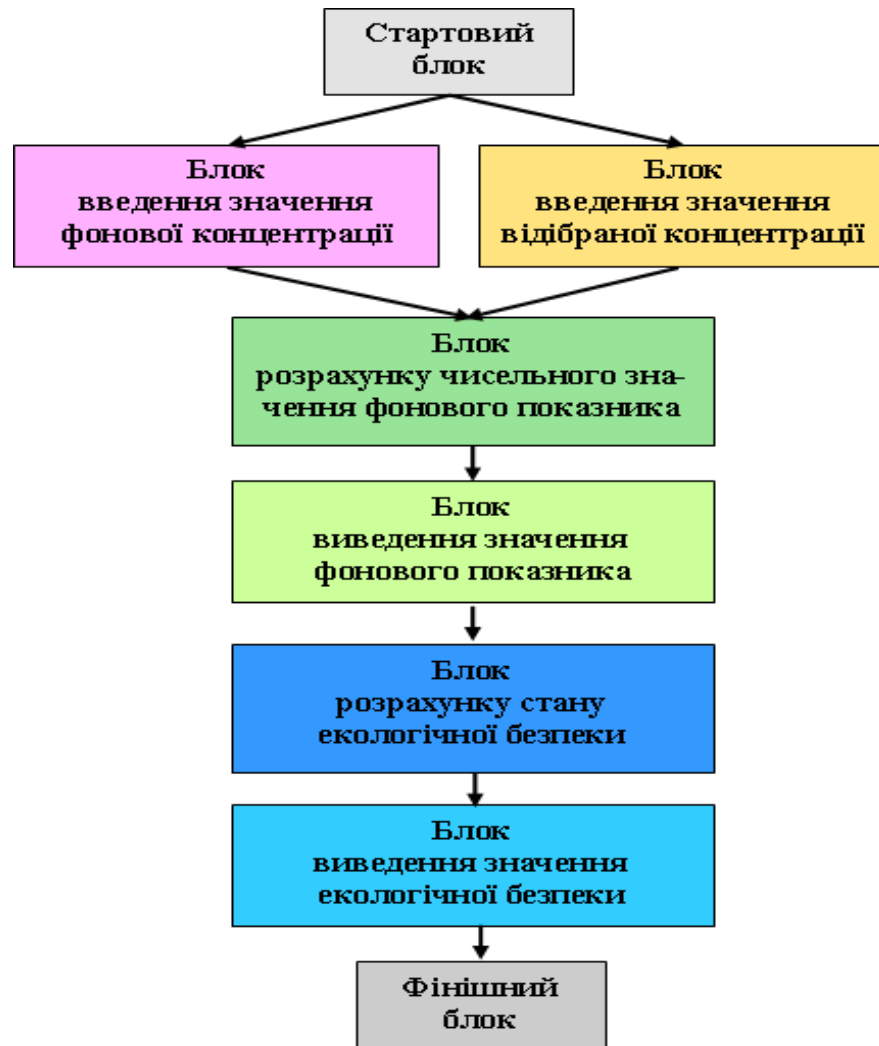 Стартовий
блок
Блок
введення значення
фонової концентрації
Блок
введення значення
відібраної концентрації
Блок
розрахунку чисельного зна-
чення фонового показника
Блок
виведення значення
фонового показника
Блок
розрахунку стану
екологічної безпеки
Блок
виведення значення
екологічної безпеки
Фінішний
блок